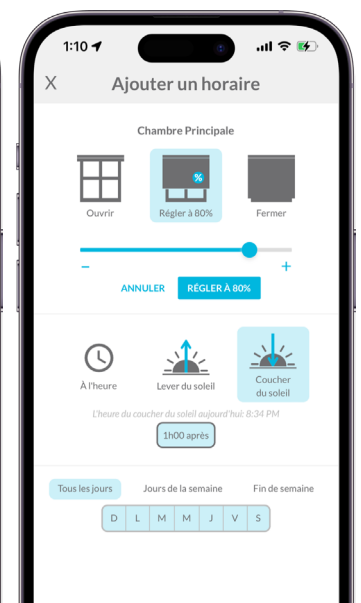 1:10
X Ajouter un horaire
Chambre Principale
%
Ouvrir Régler à 80% Fermer
– +
ANNULER RÉGLER À 80%
À l'heure Lever du soleil Coucher
du soleil
L'heure du coucher du soleil aujourd'hui: 8:34 PM
1h00 après
Tous les jours Jours de la semaine Fin de semaine
D L M M J V S